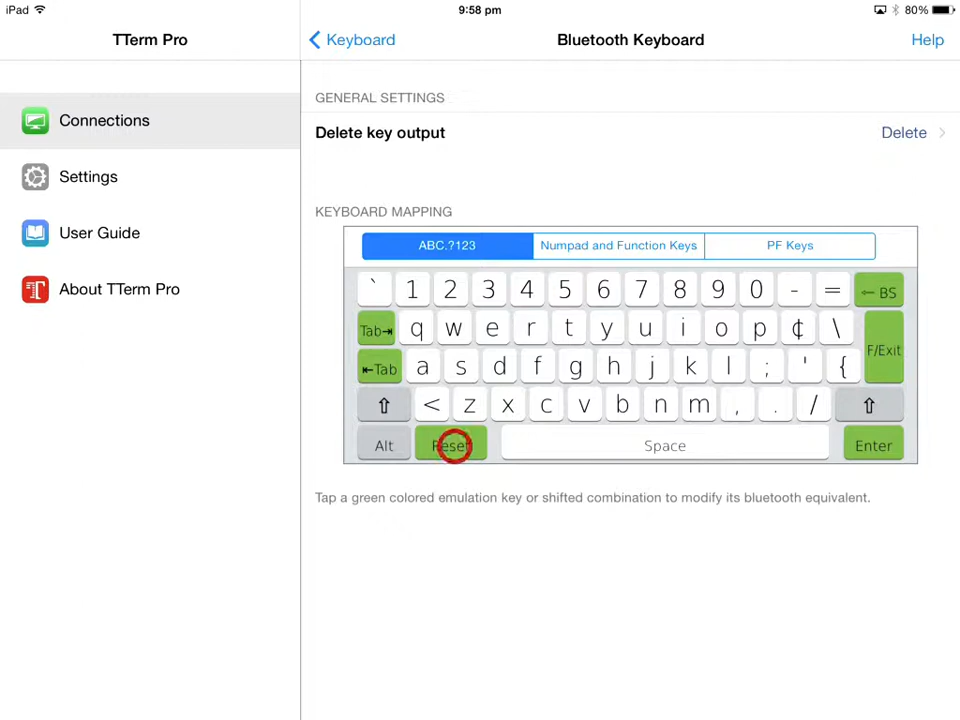 iPad 9:58 pm 80%
TTerm Pro
Keyboard Bluetooth Keyboard Help
Connections
Settings
User Guide
About TTerm Pro
GENERAL SETTINGS
Delete key output Delete
KEYBOARD MAPPING
ABC.?123 Numpad and Function Keys PF Keys
` 1 2 3 4 5 6 7 8 9 0 - = ← BS
Tab⇥ q w e r t y u i o p ¢ \ F/Exit
⇤Tab a s d f g h j k l ; ' {
⇧ < z x c v b n m , . / ⇧
Alt Reset Space Enter
Tap a green colored emulation key or shifted combination to modify its bluetooth equivalent.